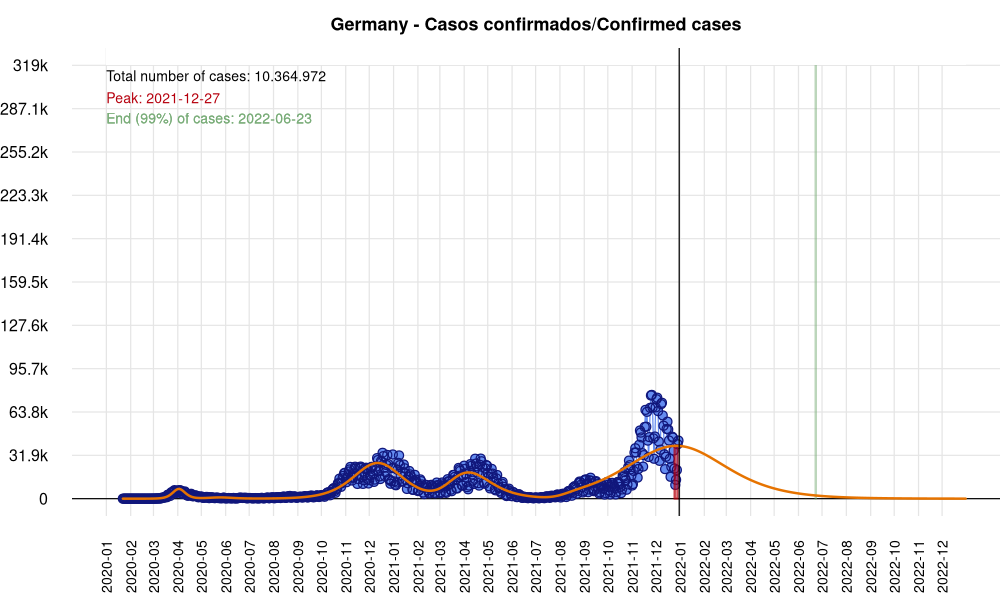 Germany - Casos confirmados/Confirmed cases
Total number of cases: 10.364.972
Peak: 2021-12-27
End (99%) of cases: 2022-06-23
319k
287.1k
255.2k
223.3k
191.4k
159.5k
127.6k
95.7k
63.8k
31.9k
0
2020-01
2020-02
2020-03
2020-04
2020-05
2020-06
2020-07
2020-08
2020-09
2020-10
2020-11
2020-12
2021-01
2021-02
2021-03
2021-04
2021-05
2021-06
2021-07
2021-08
2021-09
2021-10
2021-11
2021-12
2022-01
2022-02
2022-03
2022-04
2022-05
2022-06
2022-07
2022-08
2022-09
2022-10
2022-11
2022-12